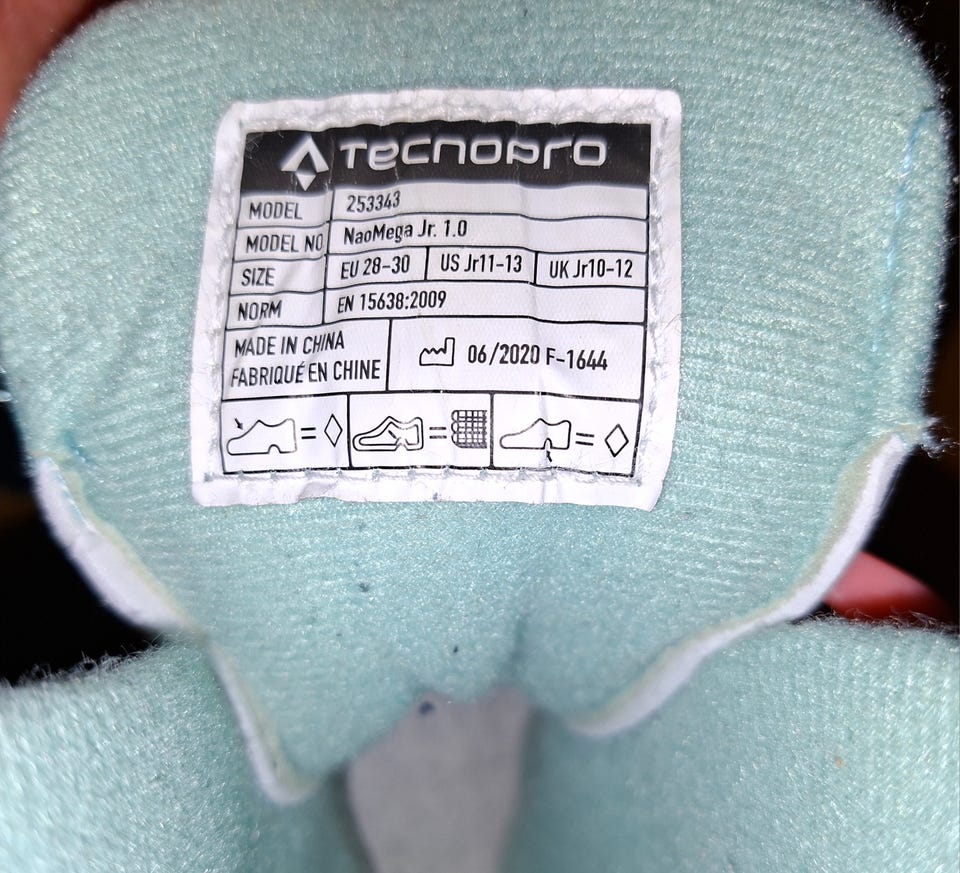 TECNOPRO
MODEL 253343
MODEL NO NaoMega Jr. 1.0
SIZE EU 28-30 US Jr11-13 UK Jr10-12
NORM EN 15638:2009
MADE IN CHINA
FABRIQUÉ EN CHINE
06/2020 F-1644
= = =